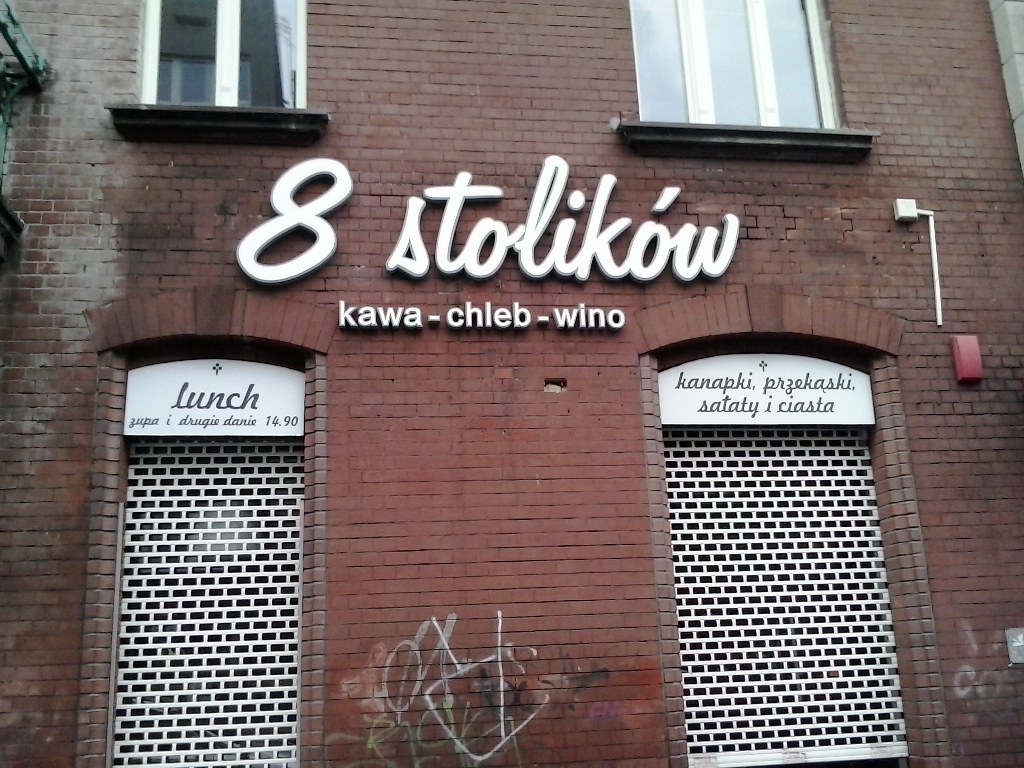 8 stolików
kawa - chleb - wino
lunch
zupa i drugie danie 14.90
kanapki, przekąski,
sałaty i ciasta